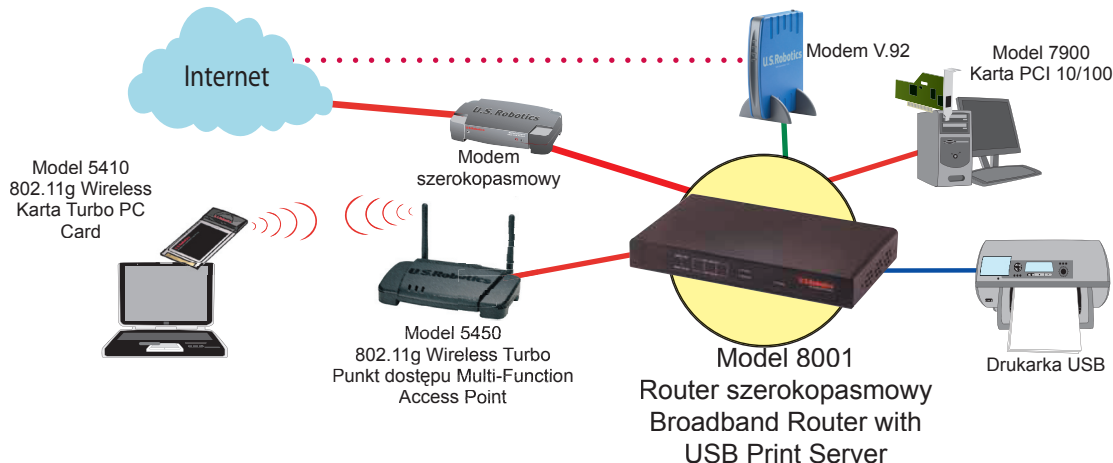 Internet
U.S.Robotics
Modem V.92
Model 7900
Karta PCI 10/100
U.S.Robotics
Modem
szerokopasmowy
Model 5410
802.11g Wireless
Karta Turbo PC
Card
U.S.Robotics
Model 5450
802.11g Wireless Turbo
Punkt dostępu Multi-Function
Access Point
Model 8001
Router szerokopasmowy
Broadband Router with
USB Print Server
Drukarka USB